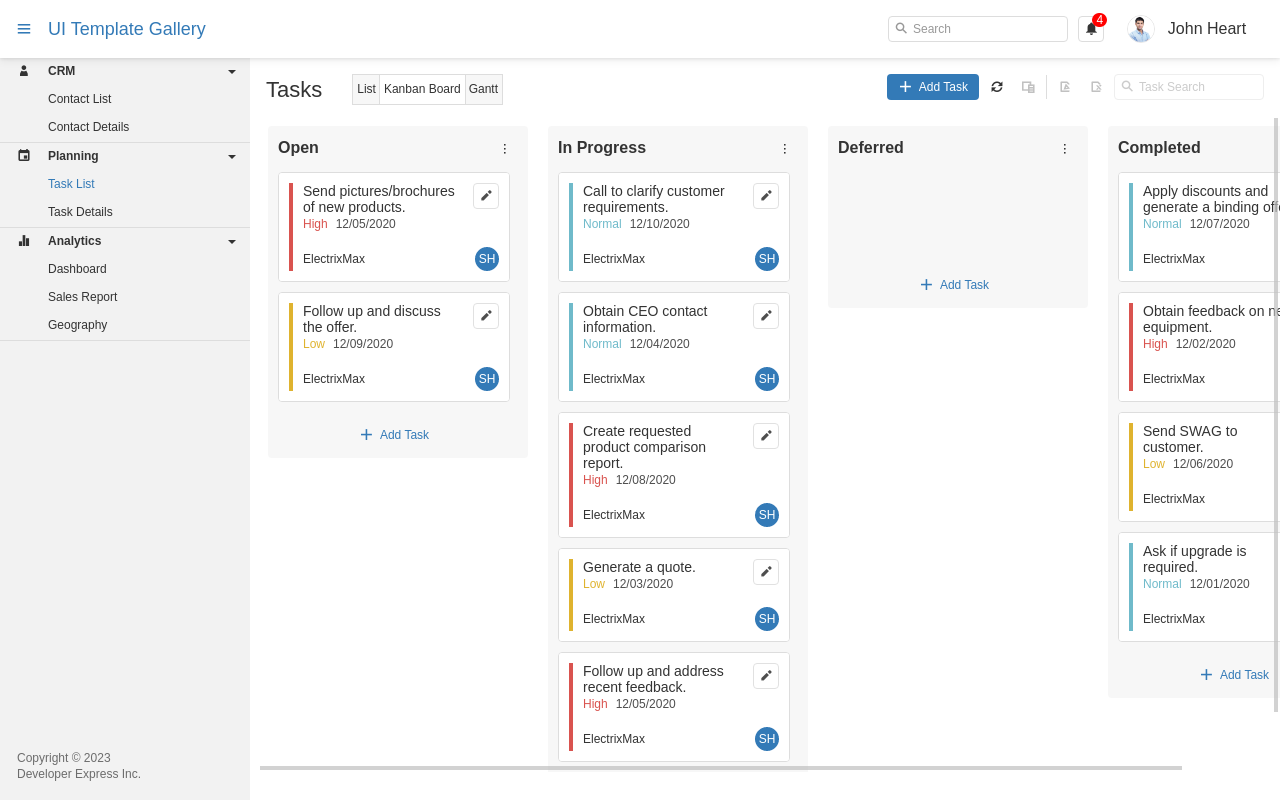 UI Template Gallery
Search
4
John Heart
CRM
Contact List
Contact Details
Planning
Task List
Task Details
Analytics
Dashboard
Sales Report
Geography
Copyright © 2023
Developer Express Inc.
Tasks
List
Kanban Board
Gantt
Add Task
Task Search
Open
Send pictures/brochures
of new products.
High 12/05/2020
ElectrixMax
SH
Follow up and discuss
the offer.
Low 12/09/2020
ElectrixMax
SH
Add Task
In Progress
Call to clarify customer
requirements.
Normal 12/10/2020
ElectrixMax
SH
Obtain CEO contact
information.
Normal 12/04/2020
ElectrixMax
SH
Create requested
product comparison
report.
High 12/08/2020
ElectrixMax
SH
Generate a quote.
Low 12/03/2020
ElectrixMax
SH
Follow up and address
recent feedback.
High 12/05/2020
ElectrixMax
SH
Deferred
Add Task
Completed
Apply discounts and
generate a binding
Normal 12/07/2020
ElectrixMax
Obtain feedback on
equipment.
High 12/02/2020
ElectrixMax
Send SWAG to
customer.
Low 12/06/2020
ElectrixMax
Ask if upgrade is
required.
Normal 12/01/2020
ElectrixMax
Add Task